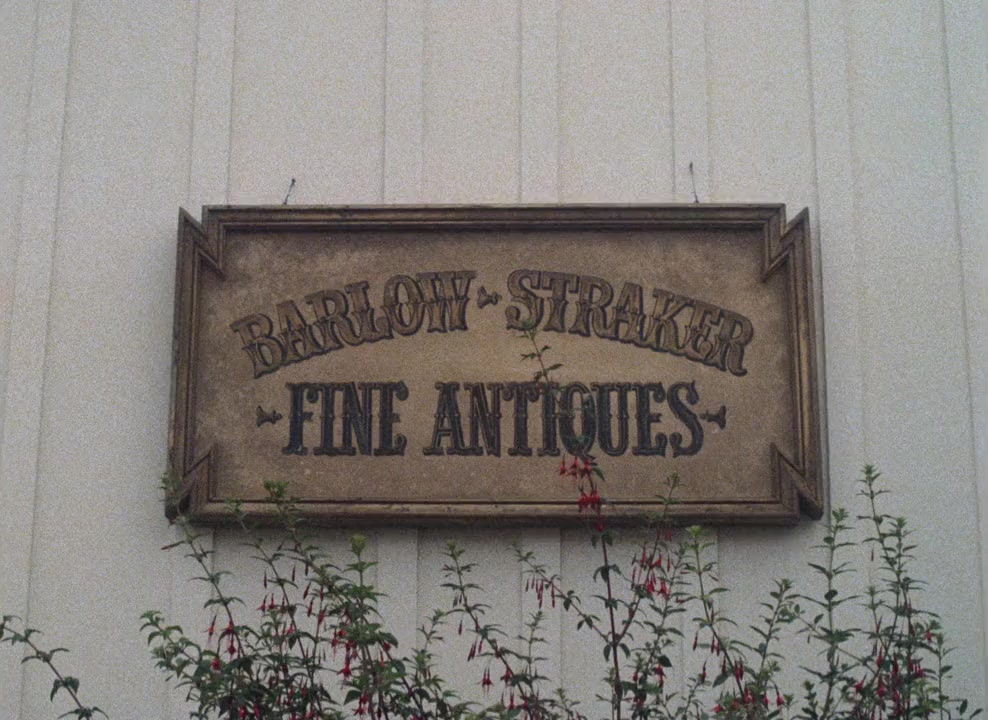 BARLOW - STRAKER
- FINE ANTIQUES -